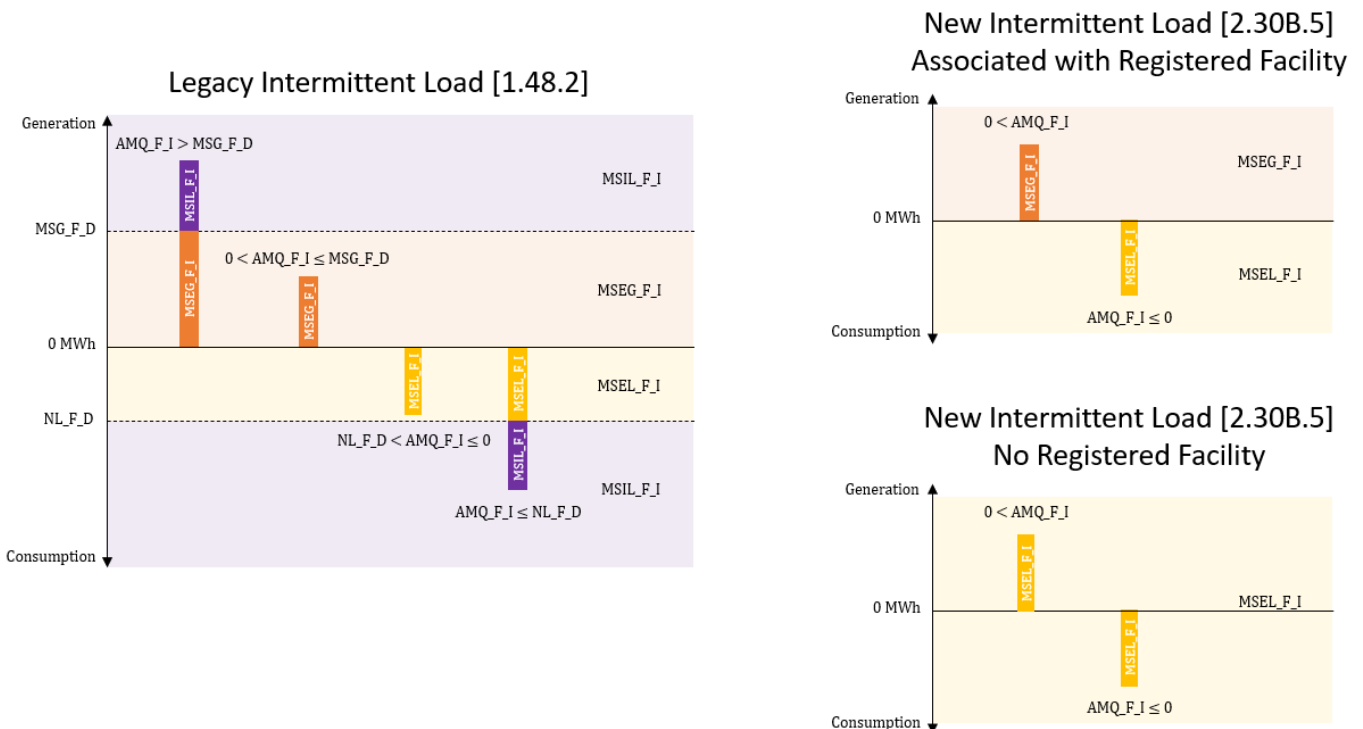 Legacy Intermittent Load [1.48.2]
Generation
AMQ_F_I > MSG_F_D
MSIL_F_I
MSIL_F_I
MSG_F_D
0 < AMQ_F_I ≤ MSG_F_D
MSEG_F_I
MSEG_F_I
MSEG_F_I
0 MWh
MSEL_F_I
MSEL_F_I
MSEL_F_I
NL_F_D
NL_F_D < AMQ_F_I ≤ 0
MSIL_F_I
MSIL_F_I
AMQ_F_I ≤ NL_F_D
Consumption
New Intermittent Load [2.30B.5]
Associated with Registered Facility
Generation
0 < AMQ_F_I
MSEG_F_I
MSEG_F_I
0 MWh
MSEL_F_I
MSEL_F_I
AMQ_F_I ≤ 0
Consumption
New Intermittent Load [2.30B.5]
No Registered Facility
Generation
0 < AMQ_F_I
MSEL_F_I
MSEL_F_I
0 MWh
MSEL_F_I
AMQ_F_I ≤ 0
Consumption